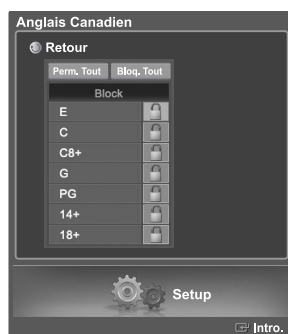 Anglais Canadien
Retour
Perm. Tout Bloq. Tout
Block
E
C
C8+
G
PG
14+
18+
Setup
Intro.